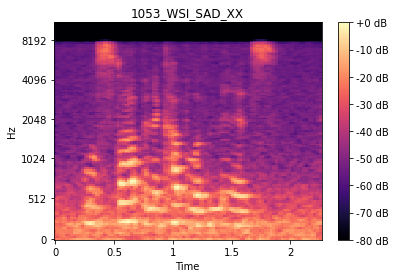 1053_WSI_SAD_XX
+0 dB
8192
-10 dB
4096
-20 dB
-30 dB
2048
Hz
-40 dB
1024
-50 dB
512
-60 dB
-70 dB
0
-80 dB
0
0.5
1
1.5
2
Time